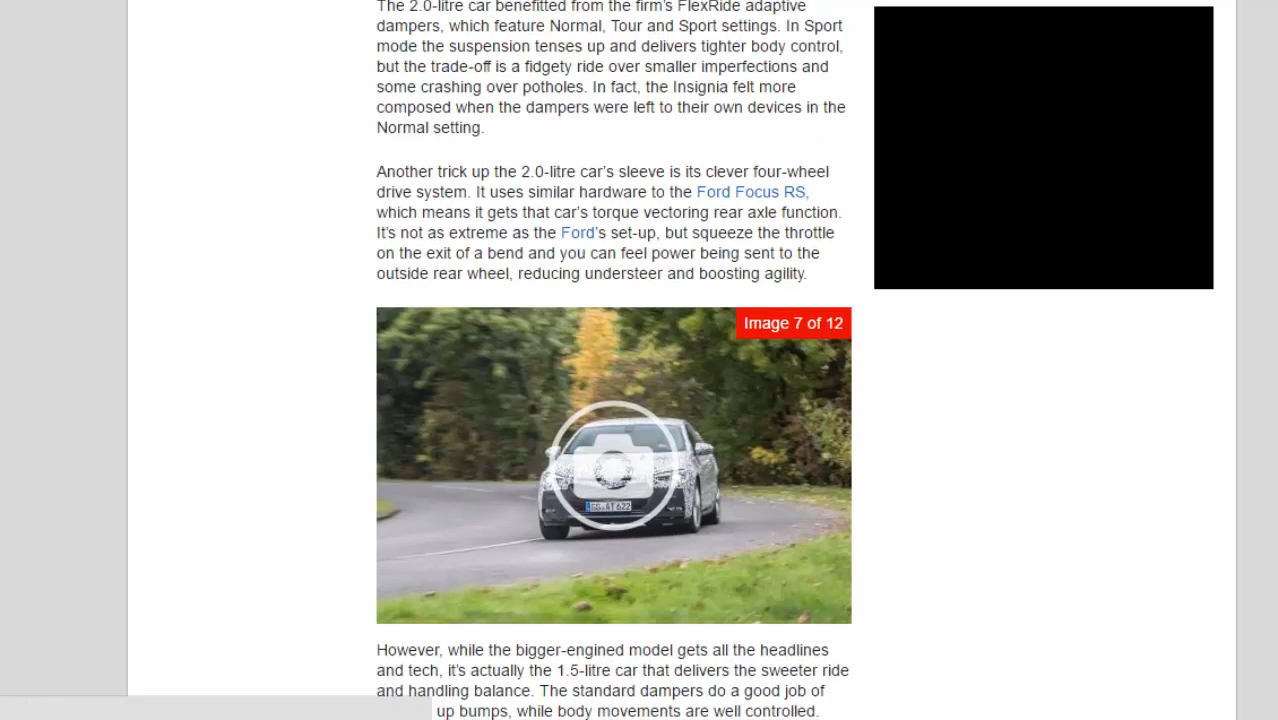 The 2.0-litre car benefitted from the firm's FlexRide adaptive
dampers, which feature Normal, Tour and Sport settings. In Sport
mode the suspension tenses up and delivers tighter body control,
but the trade-off is a fidgety ride over smaller imperfections and
some crashing over potholes. In fact, the Insignia felt more
composed when the dampers were left to their own devices in the
Normal setting.
Another trick up the 2.0-litre car's sleeve is its clever four-wheel
drive system. It uses similar hardware to the Ford Focus RS,
which means it gets that car's torque vectoring rear axle function.
It's not as extreme as the Ford's set-up, but squeeze the throttle
on the exit of a bend and you can feel power being sent to the
outside rear wheel, reducing understeer and boosting agility.
Image 7 of 12
GG-AT 622
However, while the bigger-engined model gets all the headlines
and tech, it's actually the 1.5-litre car that delivers the sweeter ride
and handling balance. The standard dampers do a good job of
up bumps, while body movements are well controlled.